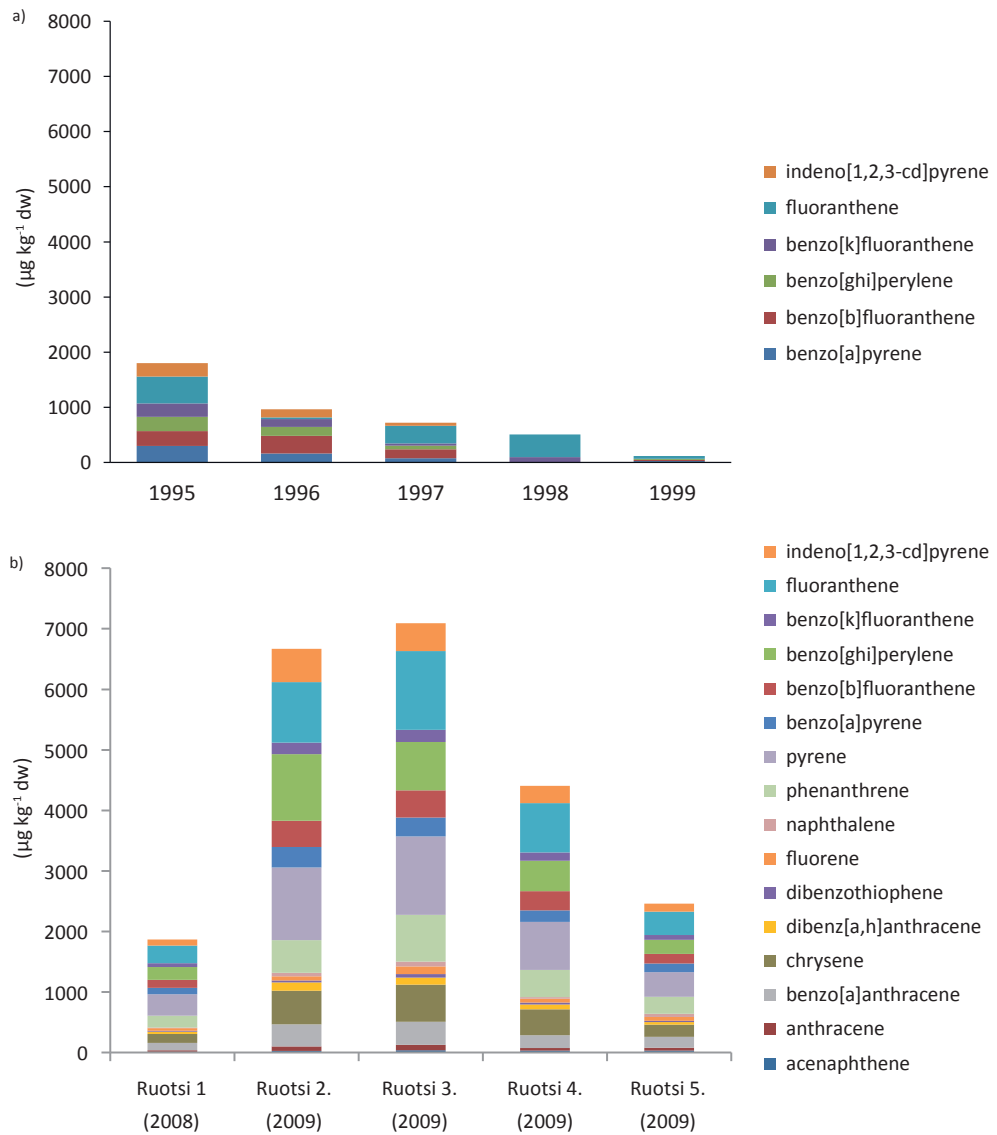 a)
8000
7000
6000
5000
4000
3000
2000
1000
0
(µg kg⁻¹ dw)
1995 1996 1997 1998 1999
indeno[1,2,3-cd]pyrene
fluoranthene
benzo[k]fluoranthene
benzo[ghi]perylene
benzo[b]fluoranthene
benzo[a]pyrene
b)
8000
7000
6000
5000
4000
3000
2000
1000
0
(µg kg⁻¹ dw)
Ruotsi 1 Ruotsi 2. Ruotsi 3. Ruotsi 4. Ruotsi 5.
(2008) (2009) (2009) (2009) (2009)
indeno[1,2,3-cd]pyrene
fluoranthene
benzo[k]fluoranthene
benzo[ghi]perylene
benzo[b]fluoranthene
benzo[a]pyrene
pyrene
phenanthrene
naphthalene
fluorene
dibenzothiophene
dibenz[a,h]anthracene
chrysene
benzo[a]anthracene
anthracene
acenaphthene